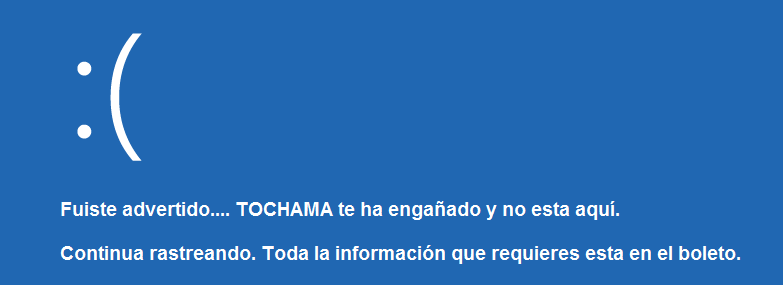 :(
Fuiste advertido.... TOCHAMA te ha engañado y no esta aquí.
Continua rastreando. Toda la información que requieres esta en el boleto.